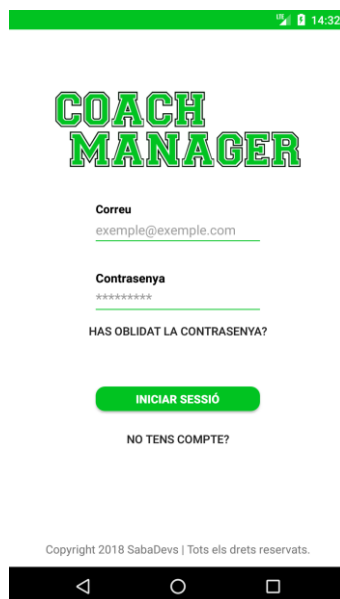 LTE 14:32
COACH
MANAGER
Correu
exemple@exemple.com
Contrasenya
*********
HAS OBLIDAT LA CONTRASENYA?
INICIAR SESSIÓ
NO TENS COMPTE?
Copyright 2018 SabaDevs | Tots els drets reservats.